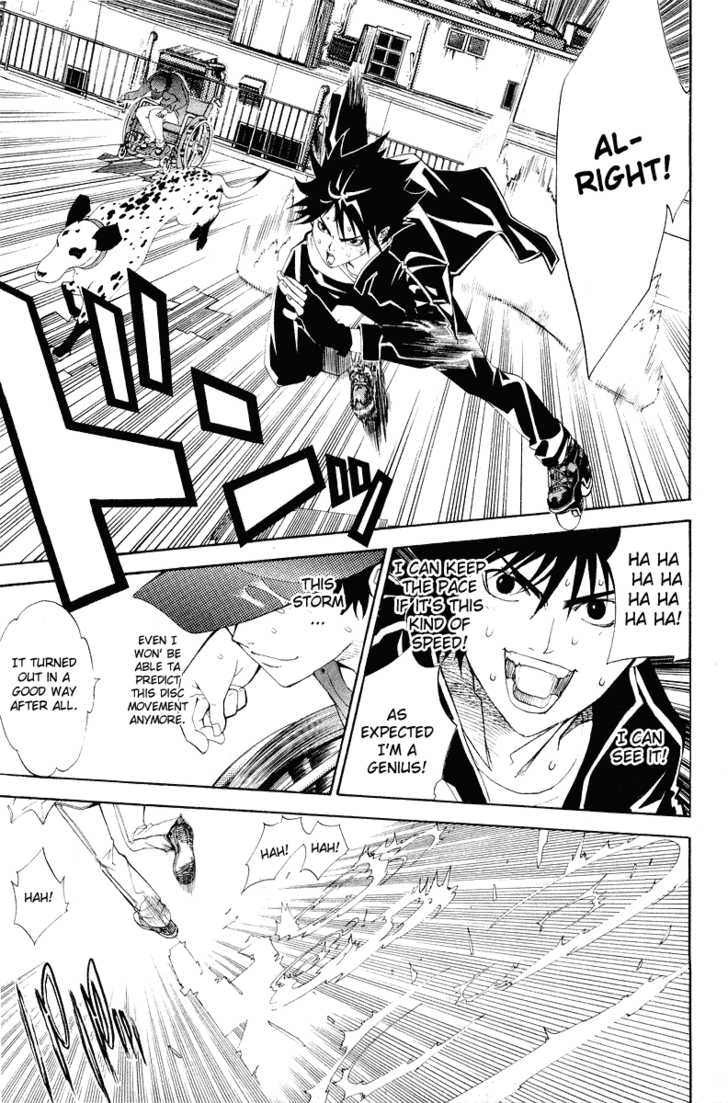 AL-
RIGHT!
ドドン
HA HA
HA HA
HA HA
HA HA!
I CAN KEEP
THE PACE
IF IT'S THIS
KIND OF
SPEED!
I CAN
SEE IT!
AS
EXPECTED
I'M A
GENIUS!
THIS
STORM
...
EVEN I
WON' BE
ABLE TA
PREDICT
THIS DISC
MOVEMENT
ANYMORE.
IT TURNED
OUT IN A
GOOD WAY
AFTER ALL.
HAH!
HAH!
HAH!